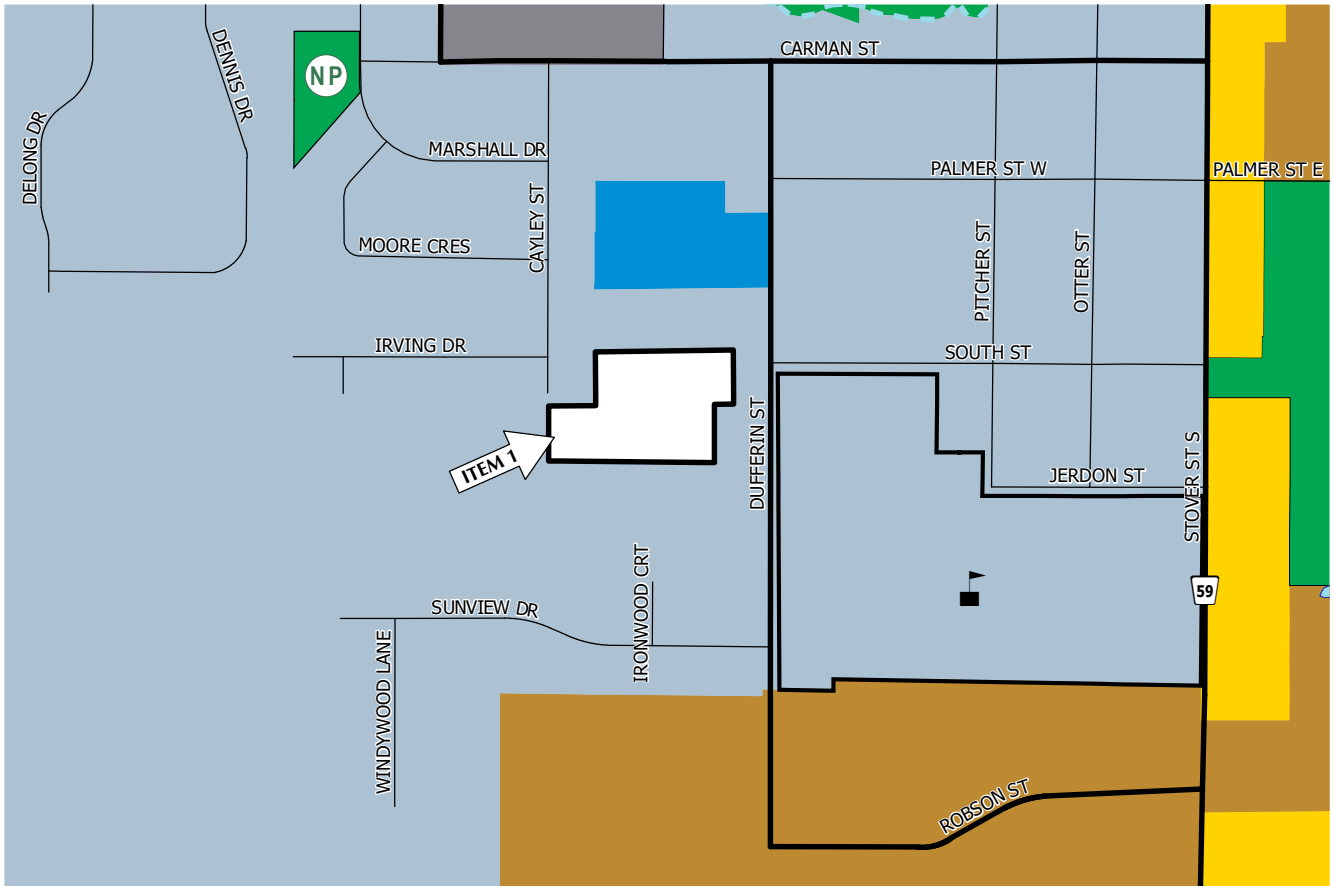 CARMAN ST
DENNIS DR
NP
DELONG DR
MARSHALL DR
PALMER ST W
PALMER ST E
CAYLEY ST
MOORE CRES
PITCHER ST
OTTER ST
IRVING DR
SOUTH ST
DUFFERIN ST
ITEM 1
JERDON ST
STOVER ST S
59
SUNVIEW DR
IRONWOOD CRT
WINDYWOOD LANE
ROBSON ST